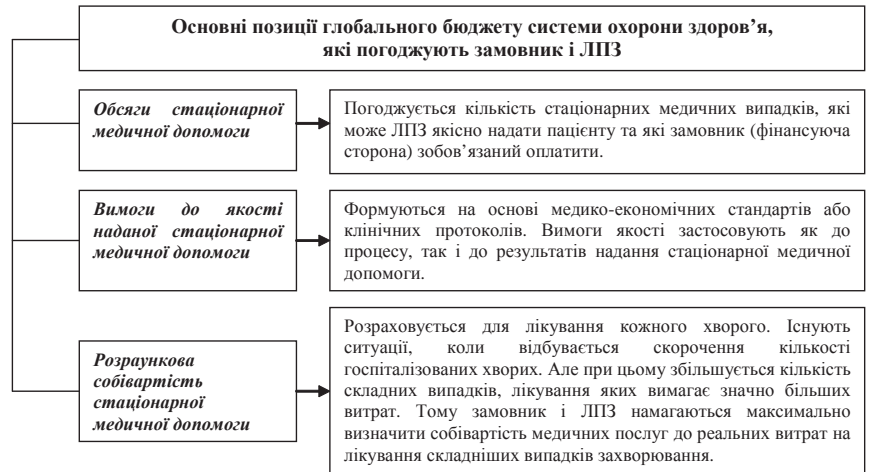 Основні позиції глобального бюджету системи охорони здоров’я,
які погоджують замовник і ЛПЗ
Обсяги стаціонарної
медичної допомоги
Погоджується кількість стаціонарних медичних випадків, які
може ЛПЗ якісно надати пацієнту та які замовник (фінансуюча
сторона) зобов’язаний оплатити.
Вимоги до якості
наданої стаціонарної
медичної допомоги
Формуються на основі медико-економічних стандартів або
клінічних протоколів. Вимоги якості застосовують як до
процесу, так і до результатів надання стаціонарної медичної
допомоги.
Розраункова
собівартість
стаціонарної
медичної допомоги
Розраховується для лікування кожного хворого. Існують
ситуації, коли відбувається скорочення кількості
госпіталізованих хворих. Але при цьому збільшується кількість
складних випадків, лікування яких вимагає значно більших
витрат. Тому замовник і ЛПЗ намагаються максимально
визначити собівартість медичних послуг до реальних витрат на
лікування складніших випадків захворювання.